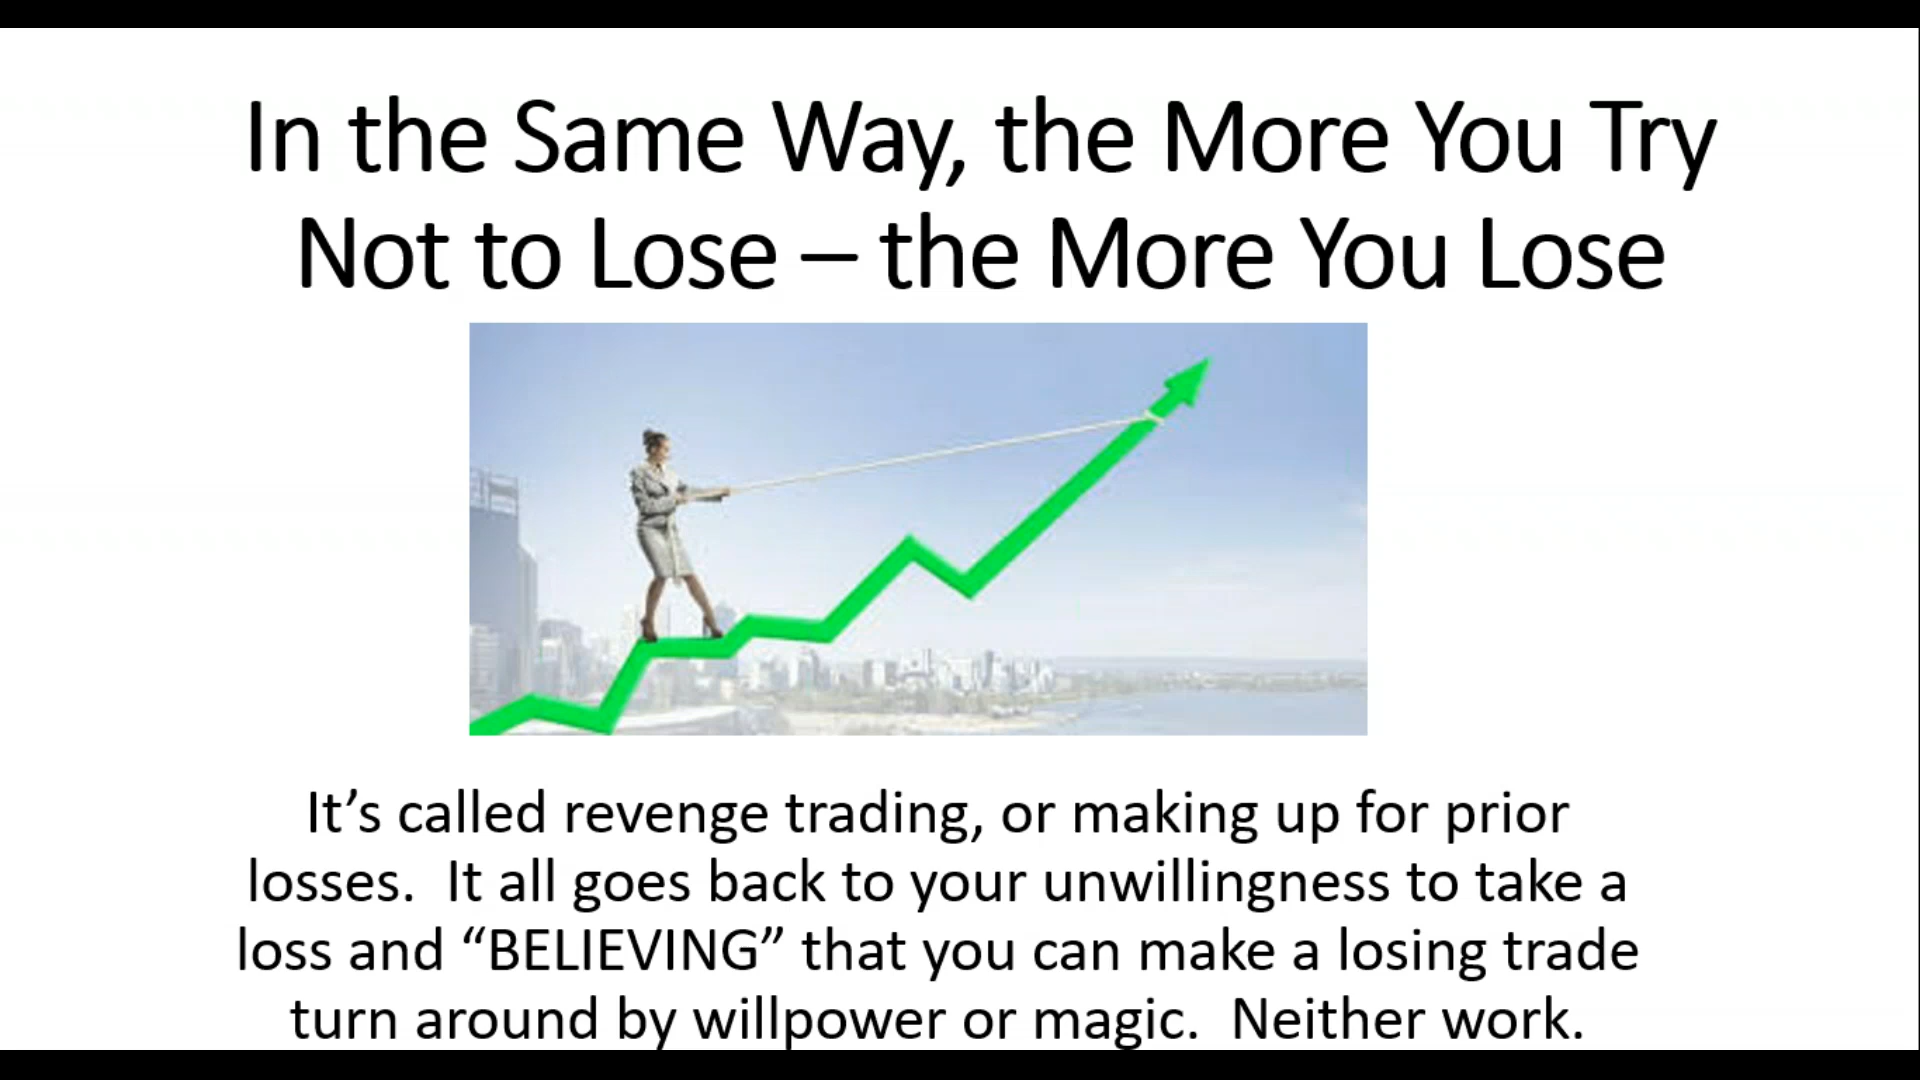 In the Same Way, the More You Try
Not to Lose – the More You Lose
It’s called revenge trading, or making up for prior
losses.  It all goes back to your unwillingness to take a
loss and “BELIEVING” that you can make a losing trade
turn around by willpower or magic.  Neither work.